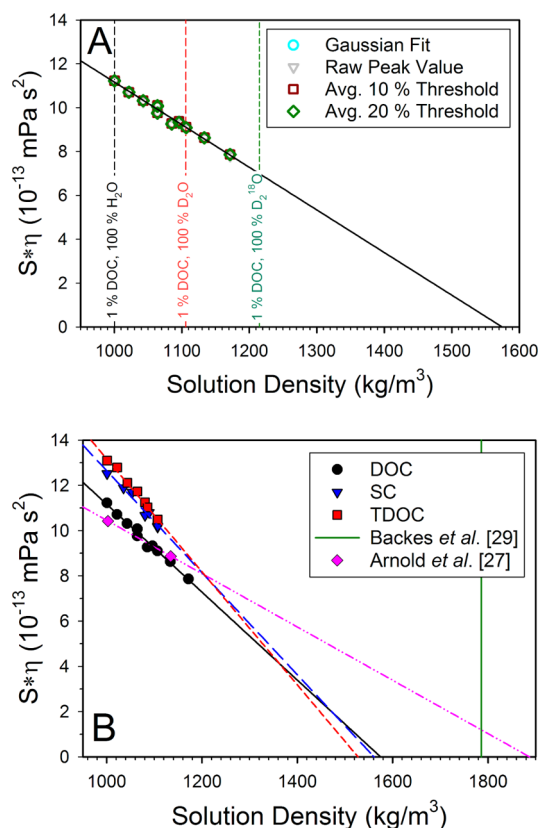 A
Gaussian Fit
Raw Peak Value
Avg. 10 % Threshold
Avg. 20 % Threshold
14
12
10
8
6
4
2
0
S*η (10⁻¹³ mPa s²)
1 % DOC, 100 % H₂O
1 % DOC, 100 % D₂O
1 % DOC, 100 % D₂¹⁸O
1000 1100 1200 1300 1400 1500 1600
Solution Density (kg/m³)
DOC
SC
TDOC
Backes et al. [29]
Arnold et al. [27]
14
12
10
8
6
4
2
0
S*η (10⁻¹³ mPa s²)
B
1000 1200 1400 1600 1800
Solution Density (kg/m³)